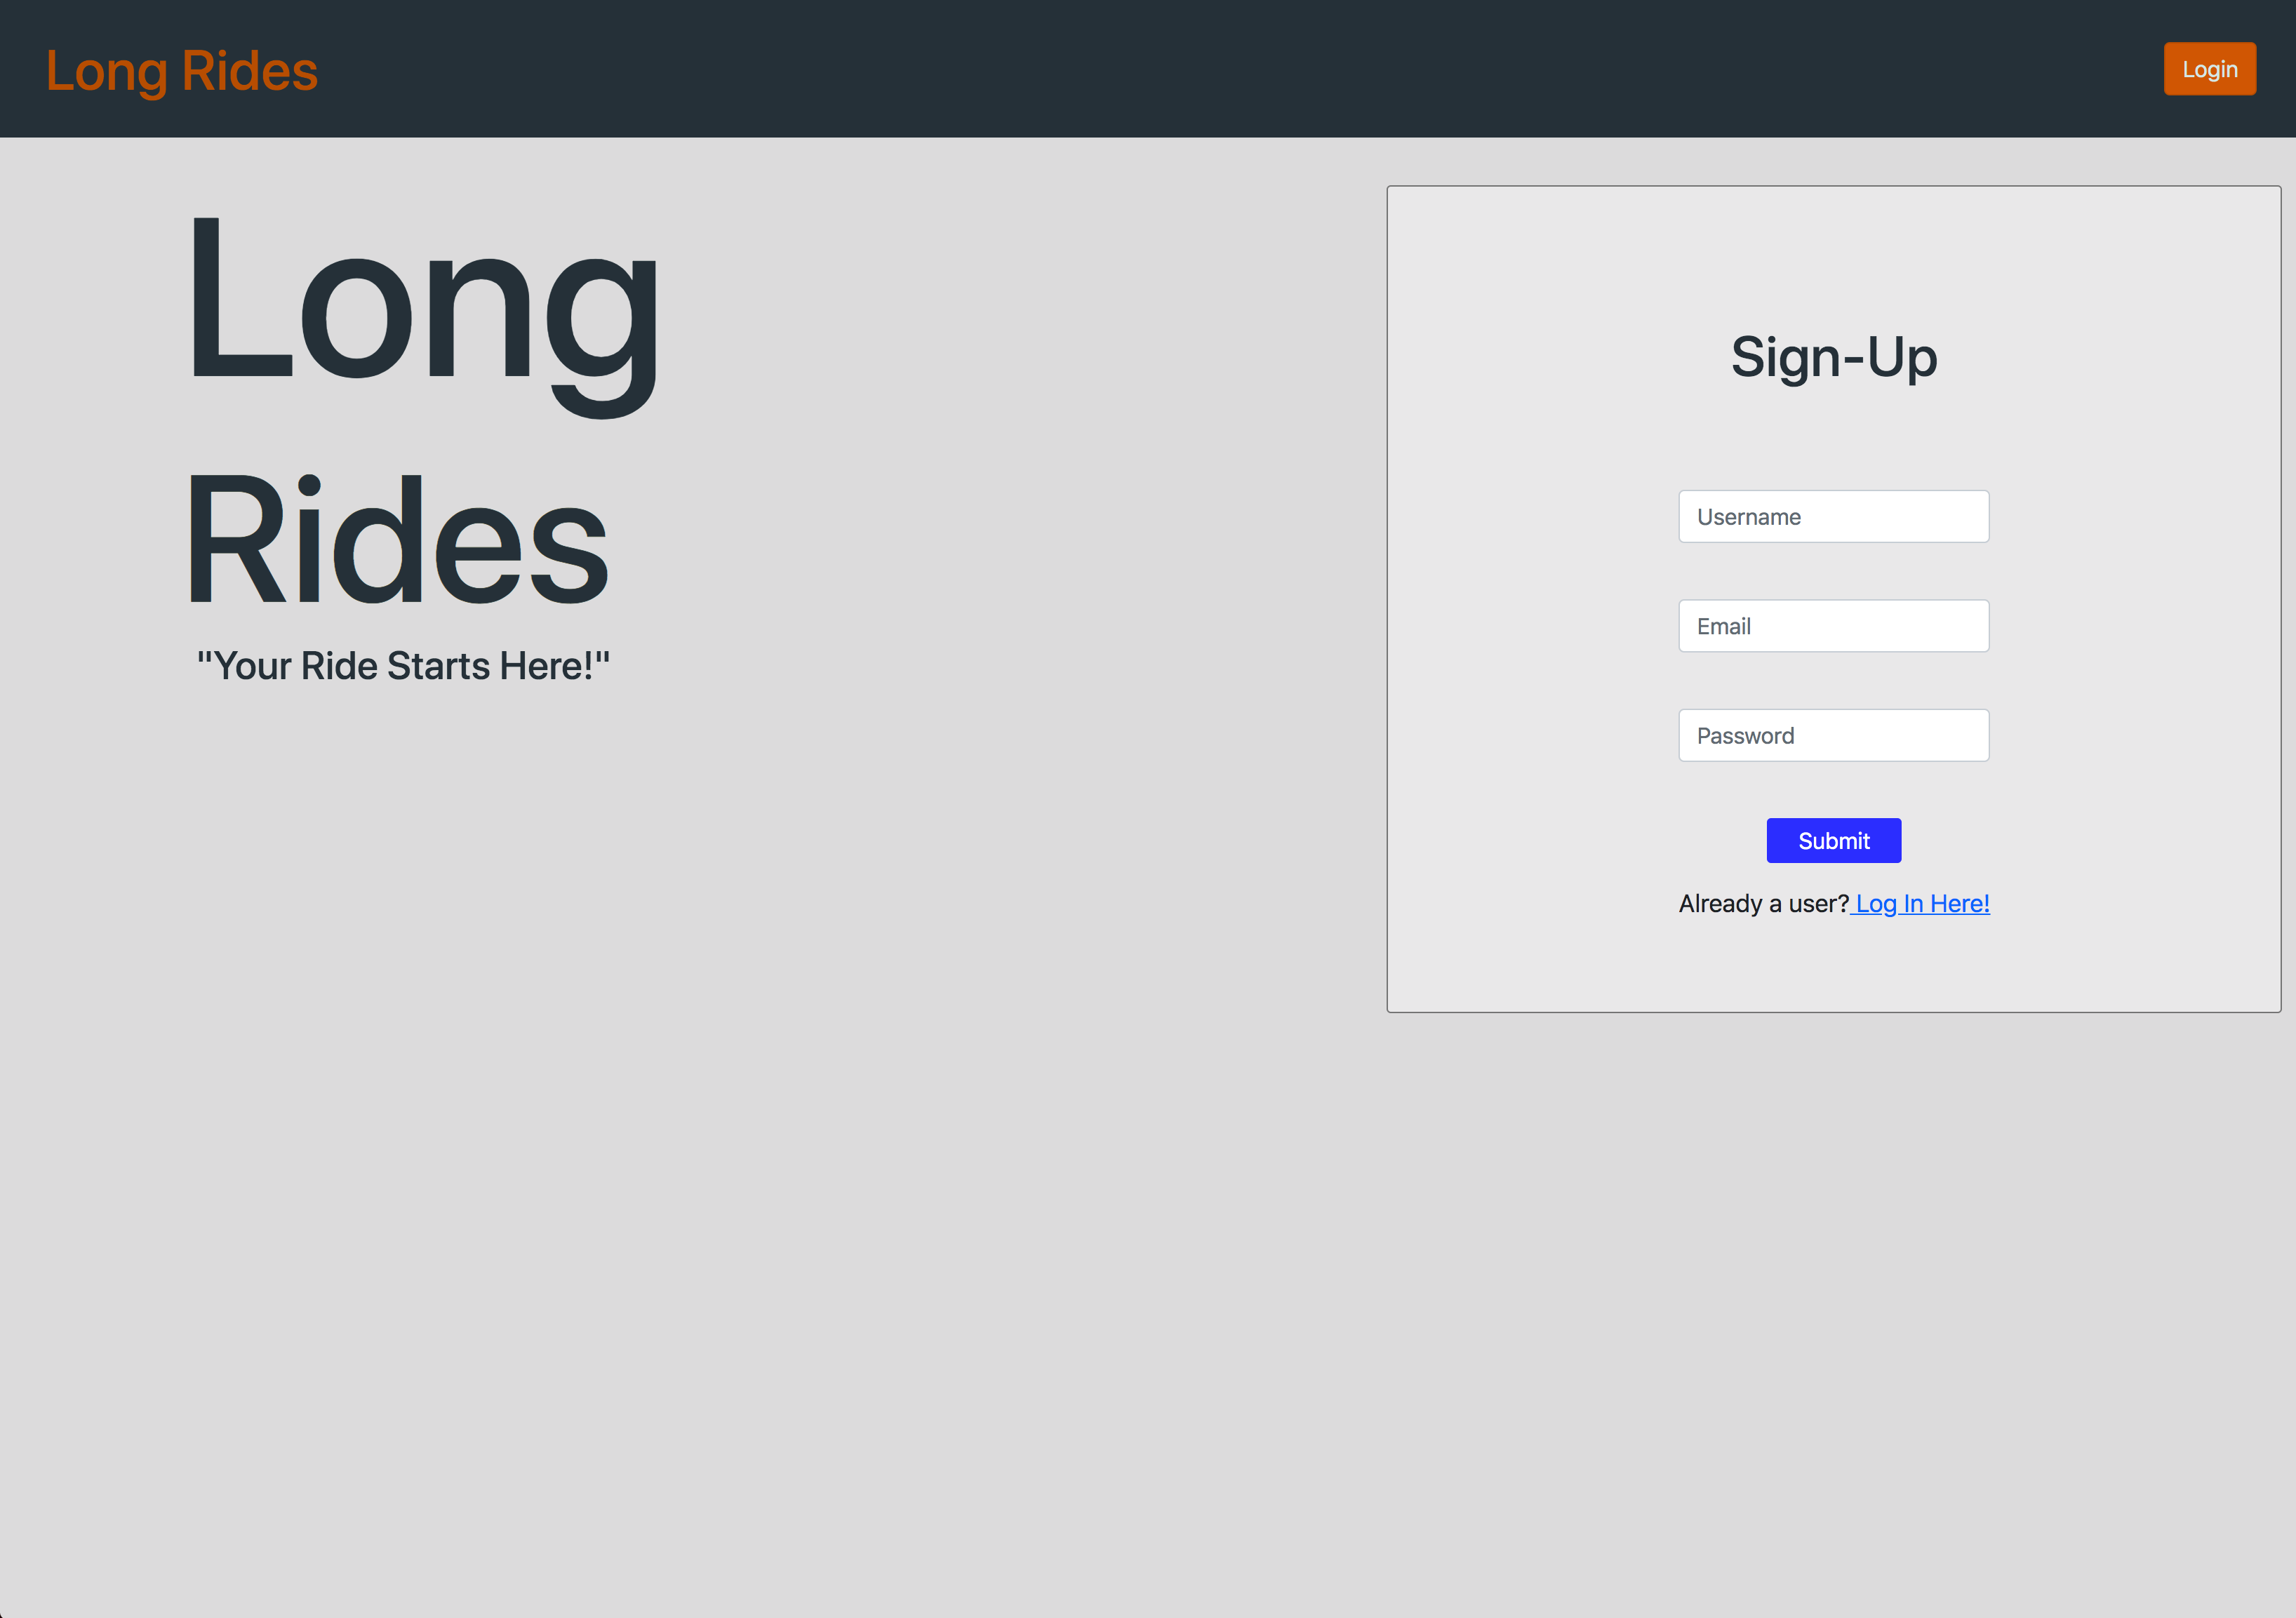 Long Rides
Login
Long
Rides
"Your Ride Starts Here!"
Sign-Up
Username
Email
Password
Submit
Already a user? Log In Here!